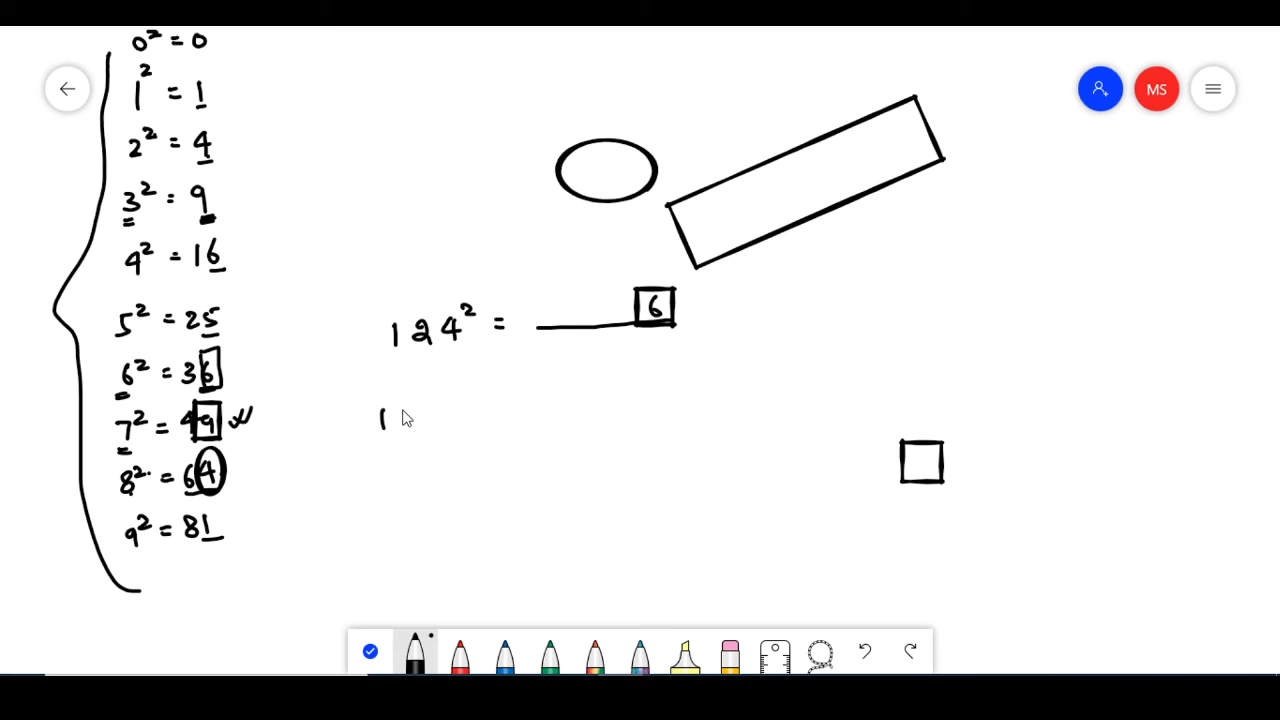 0² = 0
1² = 1
2² = 4
3² = 9
4² = 16
5² = 25
6² = 36
7² = 49
8² = 64
9² = 81
124² = 6
1
MS